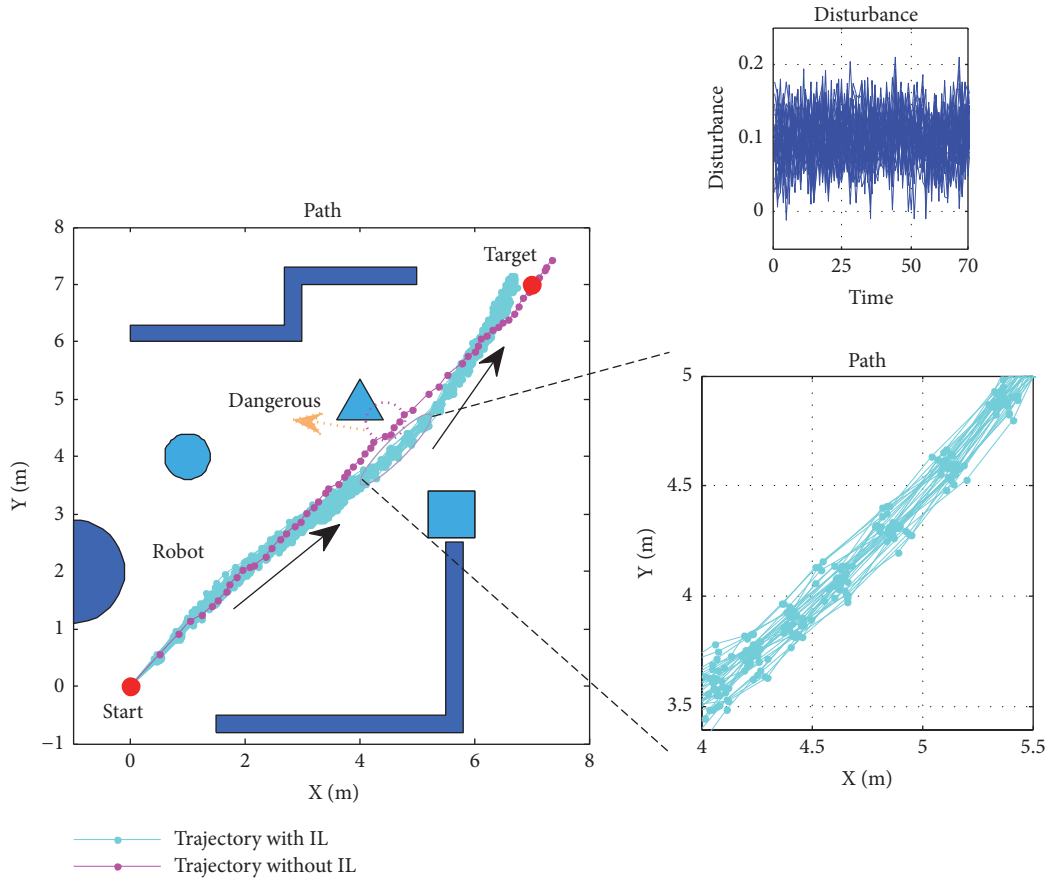 Disturbance
0.2
0.1
0
Disturbance
0 25 50 70
Time
Path
8
7
6
5
4
3
2
1
0
−1
Y (m)
Target
Dangerous
Robot
Start
0 2 4 6 8
X (m)
Path
5
4.5
4
3.5
Y (m)
4 4.5 5 5.5
X (m)
Trajectory with IL
Trajectory without IL